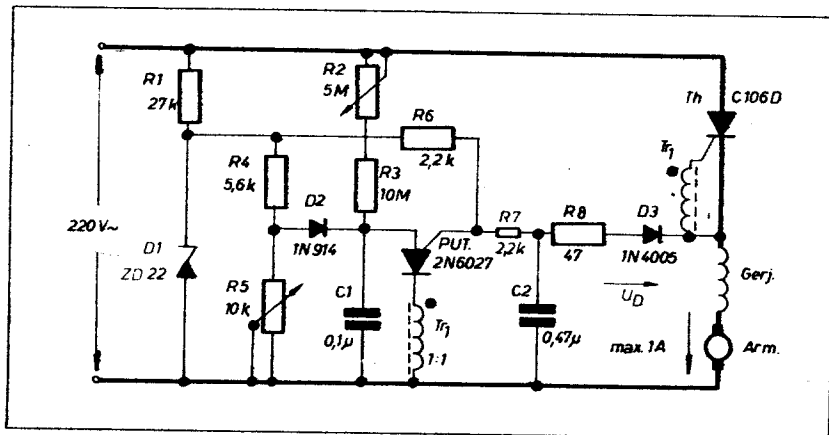 R1
27k
R2
5M
Th
C106D
R6
2,2k
Tr1
R4
5,6k
R3
10M
D2
1N914
220V~
D1
ZD 22
R5
10k
C1
0,1µ
PUT.
2N6027
Tr1
1:1
R7
2,2k
R8
47
D3
1N4005
C2
0,47µ
UD
Gerj.
max. 1A
Arm.